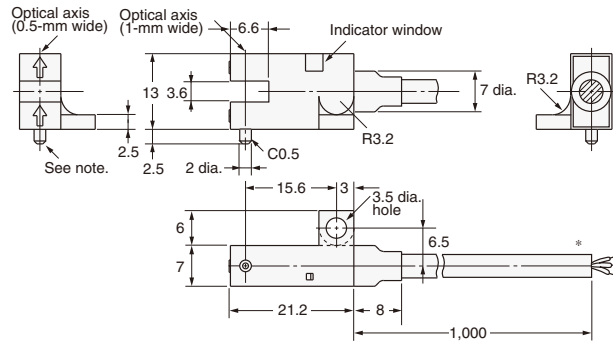 Optical axis
(0.5-mm wide)
Optical axis
(1-mm wide)
6.6
Indicator window
13
3.6
7 dia.
R3.2
R3.2
2.5
2.5
See note.
2 dia.
C0.5
15.6
3
3.5 dia.
hole
6
6.5
7
*
21.2
8
1,000